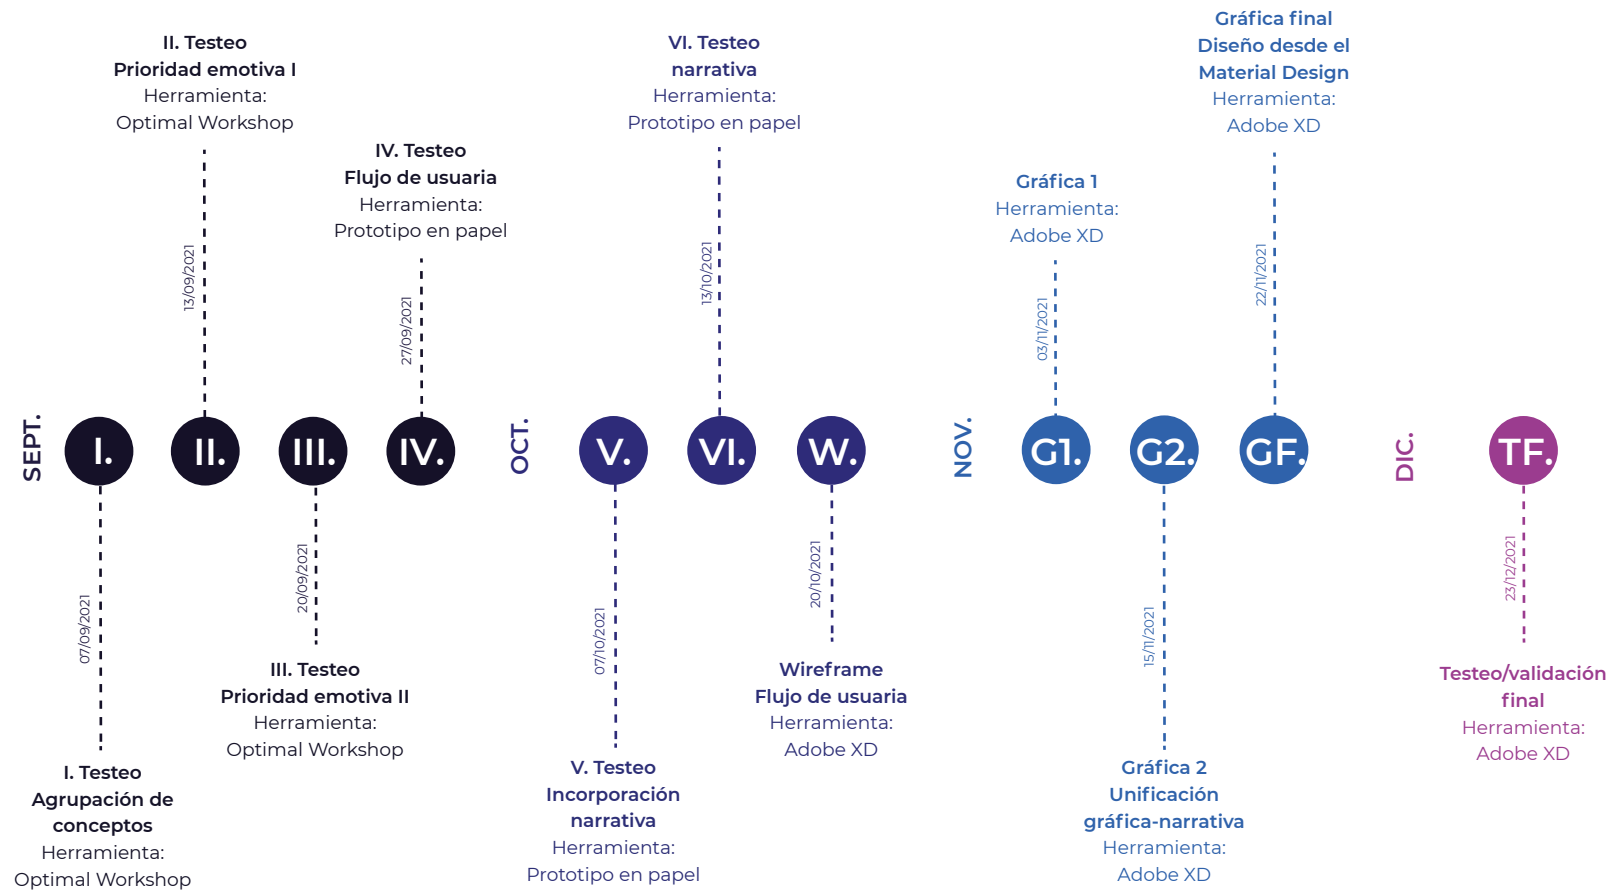 SEPT.
I.
07/09/2021
I. Testeo
Agrupación de
conceptos
Herramienta:
Optimal Workshop
II. Testeo
Prioridad emotiva I
Herramienta:
Optimal Workshop
13/09/2021
II.
III.
20/09/2021
III. Testeo
Prioridad emotiva II
Herramienta:
Optimal Workshop
IV. Testeo
Flujo de usuaria
Herramienta:
Prototipo en papel
27/09/2021
IV.
OCT.
V.
07/10/2021
V. Testeo
Incorporación
narrativa
Herramienta:
Prototipo en papel
VI. Testeo
narrativa
Herramienta:
Prototipo en papel
13/10/2021
VI.
W.
20/10/2021
Wireframe
Flujo de usuaria
Herramienta:
Adobe XD
NOV.
Gráfica 1
Herramienta:
Adobe XD
03/11/2021
G1.
G2.
15/11/2021
Gráfica 2
Unificación
gráfica-narrativa
Herramienta:
Adobe XD
Gráfica final
Diseño desde el
Material Design
Herramienta:
Adobe XD
22/11/2021
GF.
DIC.
TF.
23/12/2021
Testeo/validación
final
Herramienta:
Adobe XD